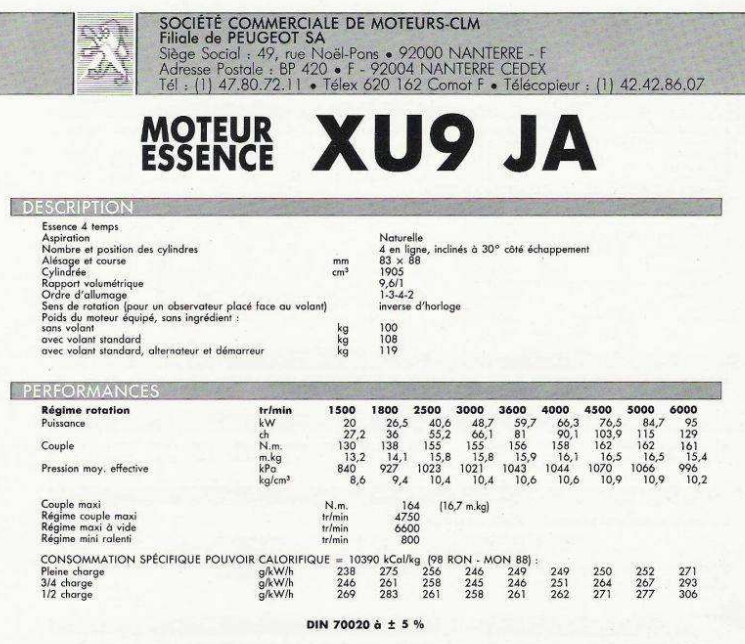 SOCIÉTÉ COMMERCIALE DE MOTEURS-CLM
Filiale de PEUGEOT SA
Siège Social : 49, rue Noël-Pons • 92000 NANTERRE - F
Adresse Postale : BP 420 • F - 92004 NANTERRE CEDEX
Tél : (1) 47.80.72.11 • Télex 620 162 Comot F • Télécopieur : (1) 42.42.86.07
MOTEUR ESSENCE XU9 JA
DESCRIPTION
Essence 4 temps
Aspiration Naturelle
Nombre et position des cylindres 4 en ligne, inclinés à 30° côté échappement
Alésage et course mm 83 × 88
Cylindrée cm³ 1905
Rapport volumétrique 9,6/1
Ordre d'allumage 1-3-4-2
Sens de rotation (pour un observateur placé face au volant) inverse d'horloge
Poids du moteur équipé, sans ingrédient :
sans volant kg 100
avec volant standard kg 108
avec volant standard, alternateur et démarreur kg 119
PERFORMANCES
Régime rotation tr/min 1500 1800 2500 3000 3600 4000 4500 5000 6000
Puissance kW 20 26,5 40,6 48,7 59,7 66,3 76,5 84,7 95
ch 27,2 36 55,2 66,1 81 90,1 103,9 115 129
Couple N.m. 130 138 155 155 156 158 162 162 161
m.kg 13,2 14,1 15,8 15,8 15,9 16,1 16,5 16,5 15,4
Pression moy. effective kPa 840 927 1023 1021 1043 1044 1070 1066 996
kg/cm³ 8,6 9,4 10,4 10,4 10,6 10,6 10,9 10,9 10,2
Couple maxi N.m. 164 (16,7 m.kg)
Régime couple maxi tr/min 4750
Régime maxi à vide tr/min 6600
Régime mini ralenti tr/min 800
CONSOMMATION SPÉCIFIQUE POUVOIR CALORIFIQUE = 10390 kCal/kg (98 RON - MON 88) :
Pleine charge g/kW/h 238 275 256 246 249 249 250 252 271
3/4 charge g/kW/h 246 261 258 245 246 251 264 267 293
1/2 charge g/kW/h 269 283 261 258 261 262 271 277 306
DIN 70020 à ± 5 %